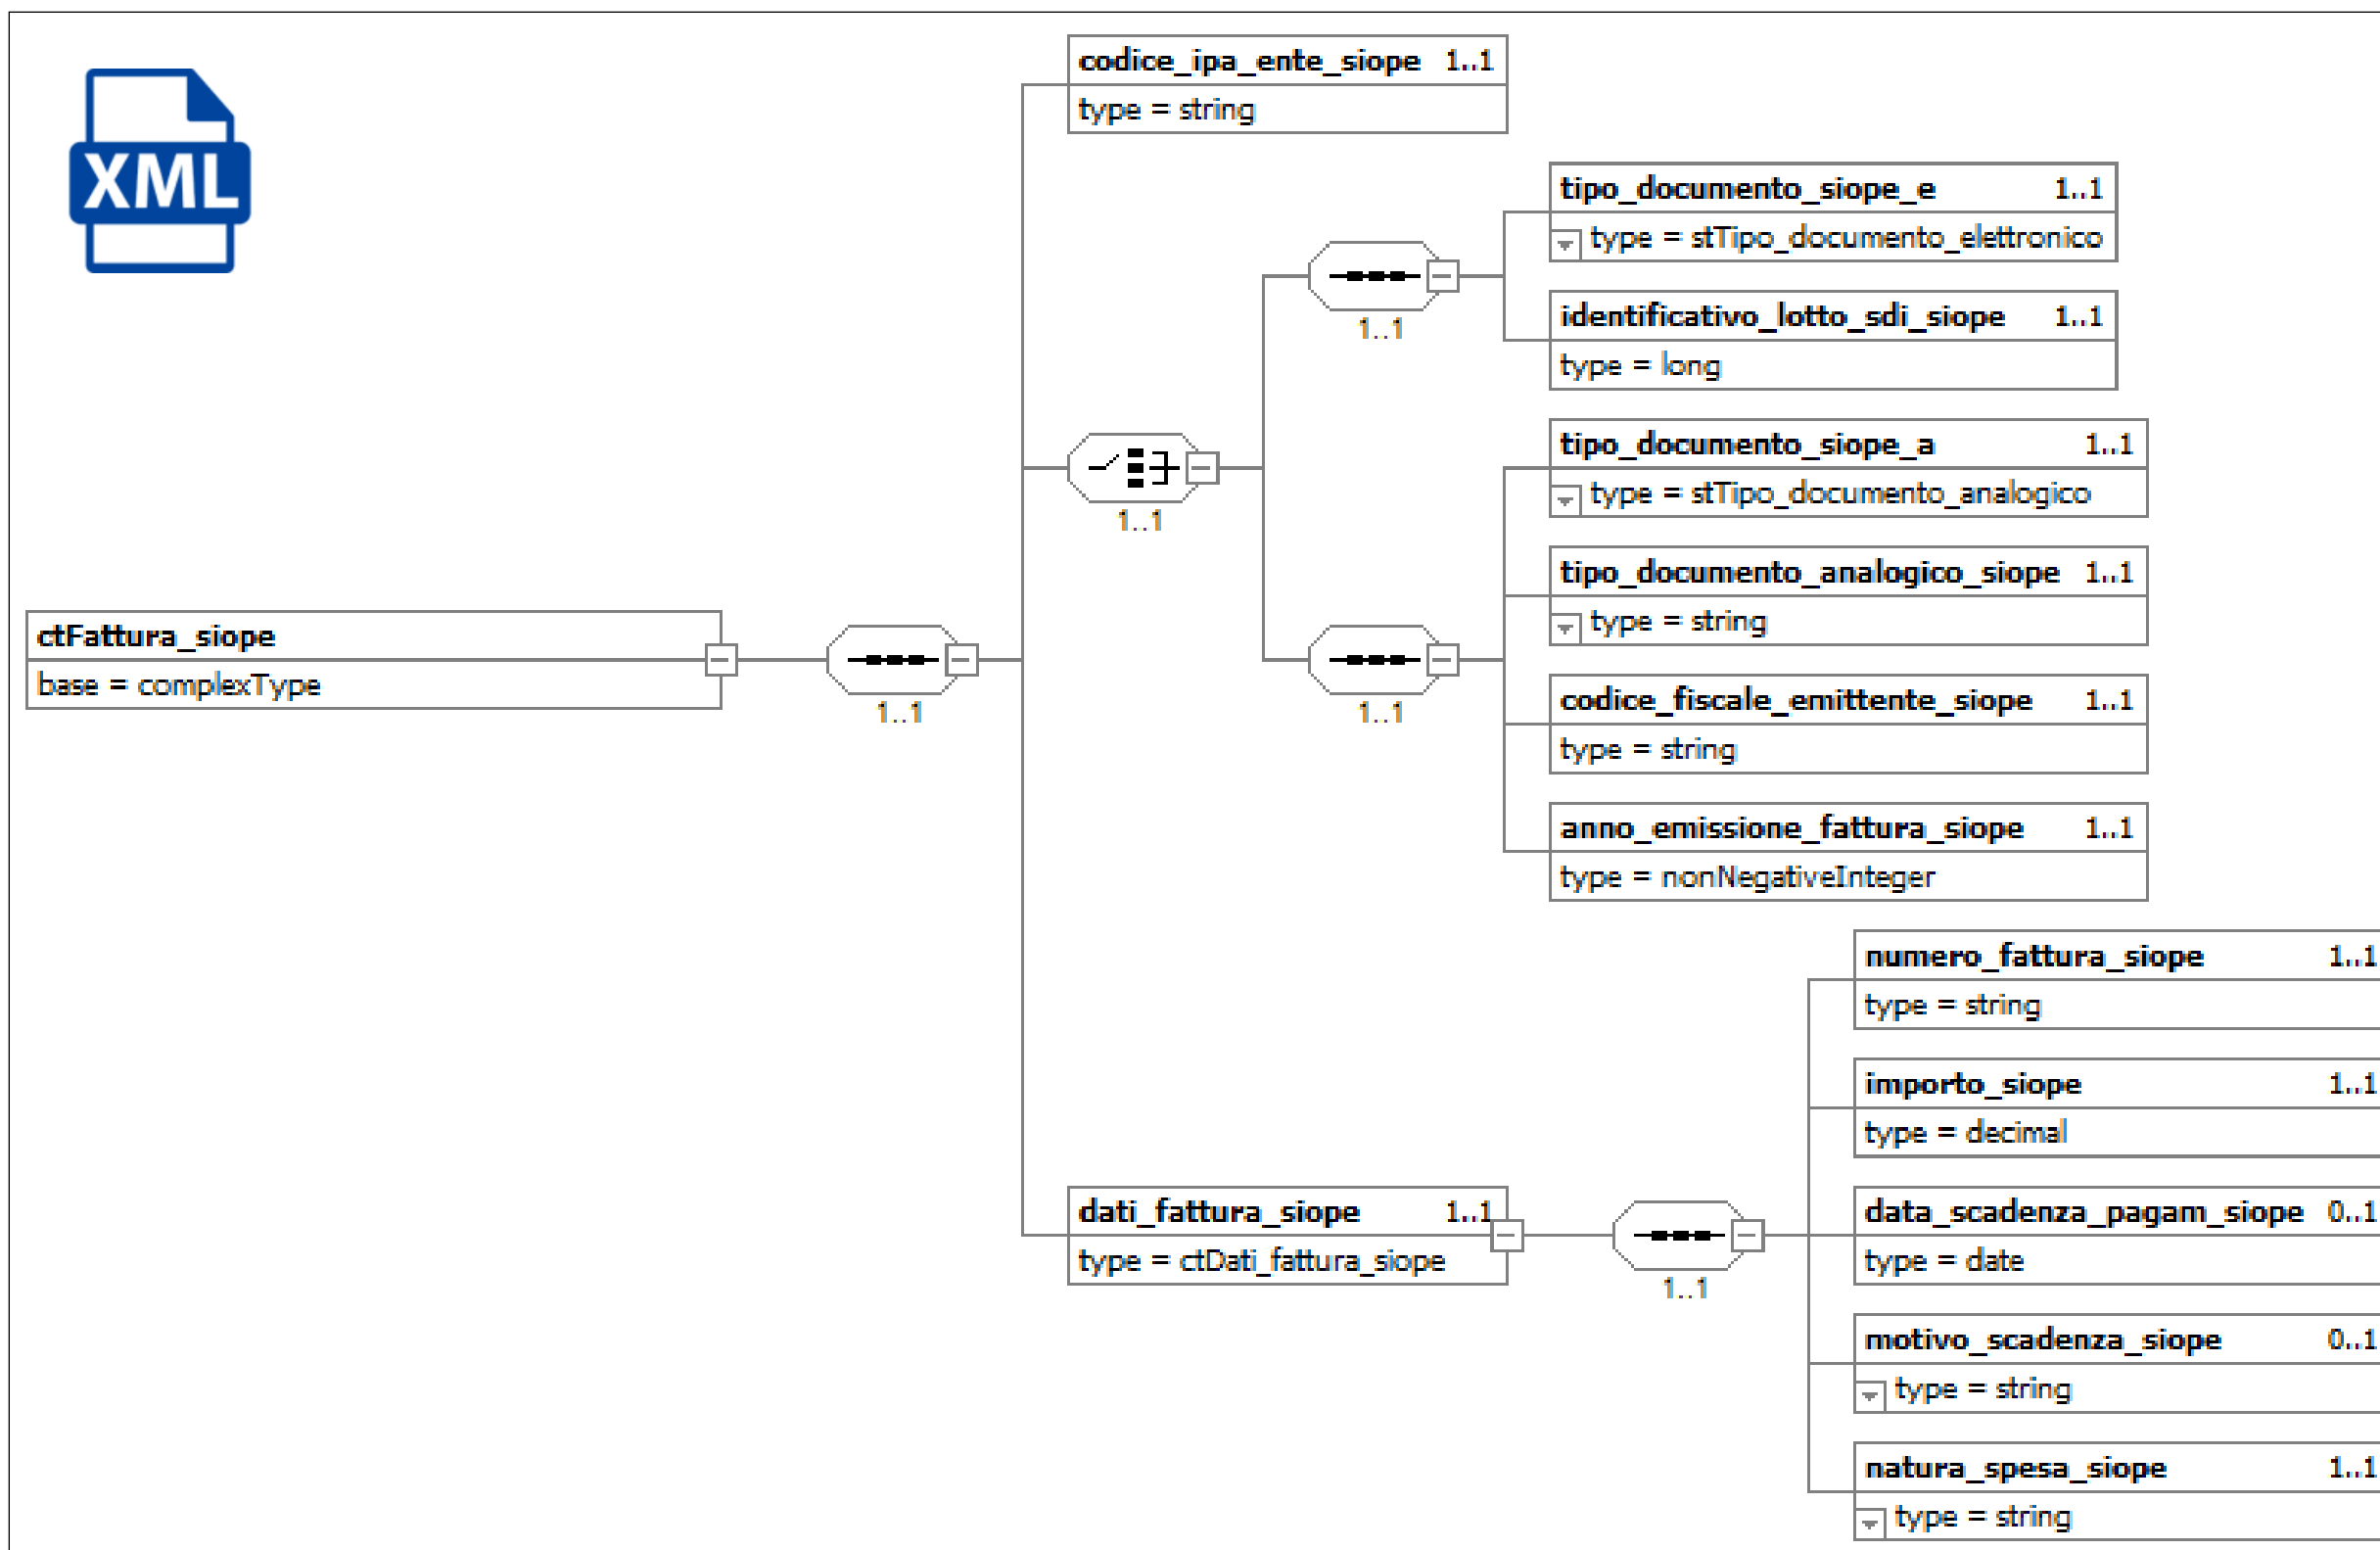 XML
codice_ipa_ente_siope 1..1
type = string
tipo_documento_siope_e 1..1
type = stTipo_documento_elettronico
1..1
identificativo_lotto_sdi_siope 1..1
type = long
1..1
tipo_documento_siope_a 1..1
type = stTipo_documento_analogico
tipo_documento_analogico_siope 1..1
type = string
ctFattura_siope
base = complexType
1..1
1..1
codice_fiscale_emittente_siope 1..1
type = string
anno_emissione_fattura_siope 1..1
type = nonNegativeInteger
numero_fattura_siope 1..1
type = string
importo_siope 1..1
type = decimal
dati_fattura_siope 1..1
type = ctDati_fattura_siope
1..1
data_scadenza_pagam_siope 0..1
type = date
motivo_scadenza_siope 0..1
type = string
natura_spesa_siope 1..1
type = string